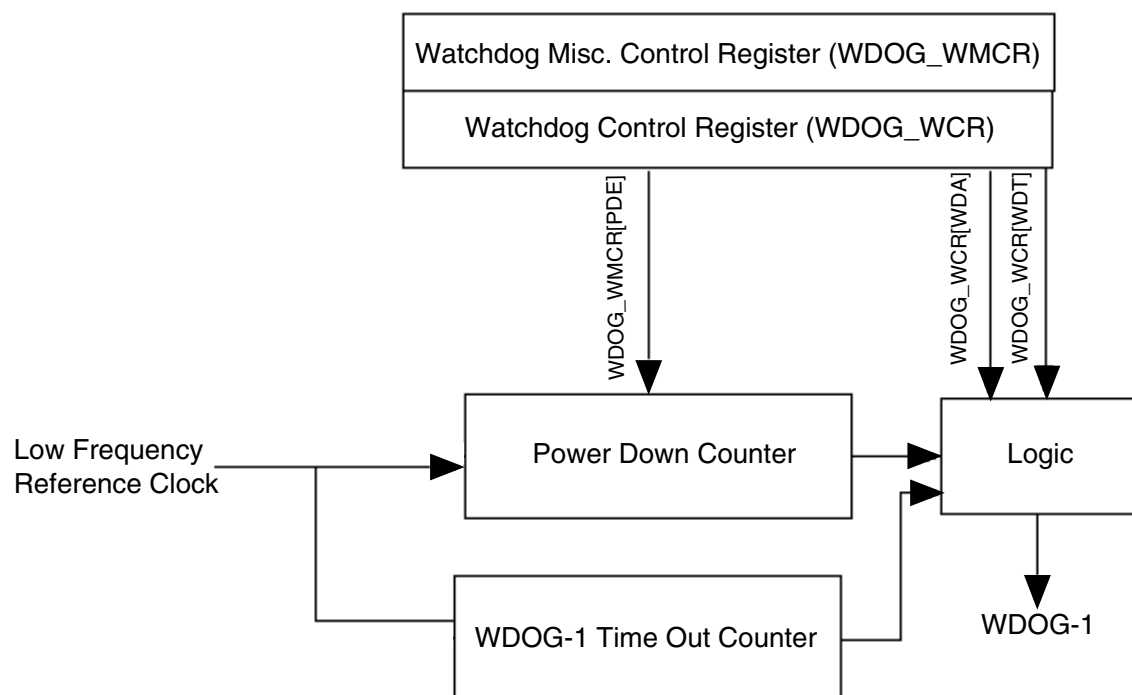 Watchdog Misc. Control Register (WDOG_WMCR)
Watchdog Control Register (WDOG_WCR)
WDOG_WMCR[PDE]
WDOG_WCR[WDA]
WDOG_WCR[WDT]
Low Frequency
Reference Clock
Power Down Counter
Logic
WDOG-1 Time Out Counter
WDOG-1